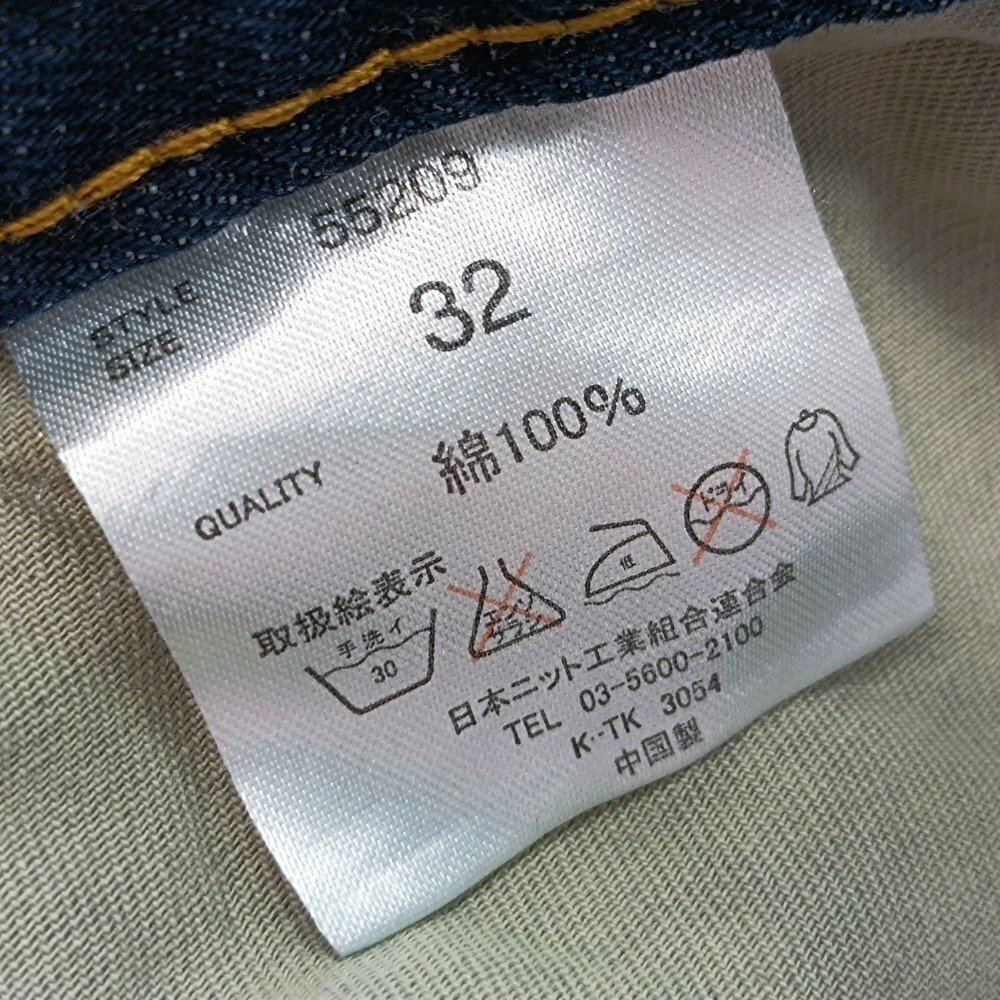 STYLE 55209
SIZE 32
QUALITY 綿100%
取扱絵表示
手洗イ
30
エンソ
サラシ
低
ドライ
日本ニット工業組合連合会
TEL 03-5600-2100
K··TK 3054
中国製